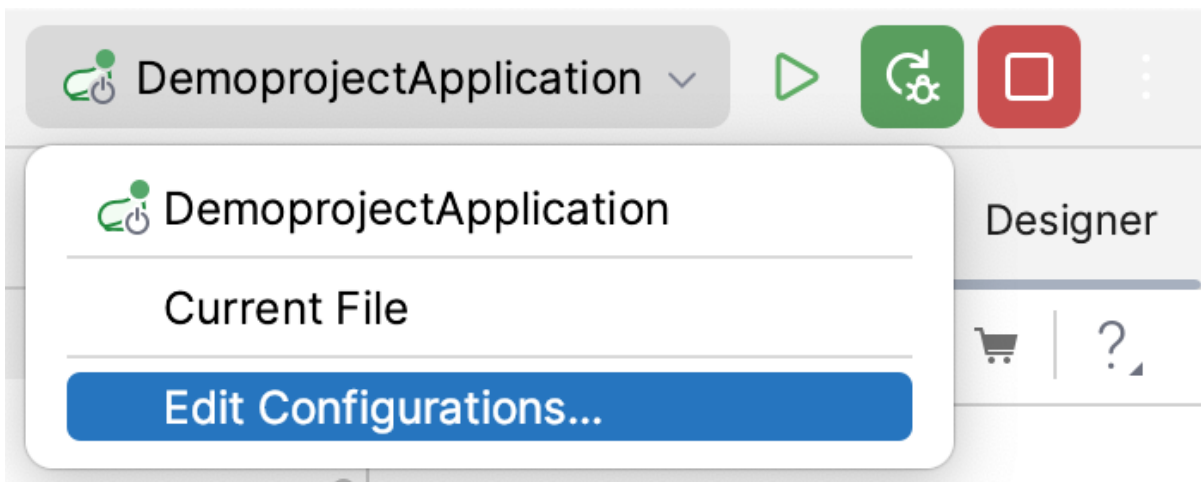 DemoprojectApplication
DemoprojectApplication
Designer
Current File
?
Edit Configurations...